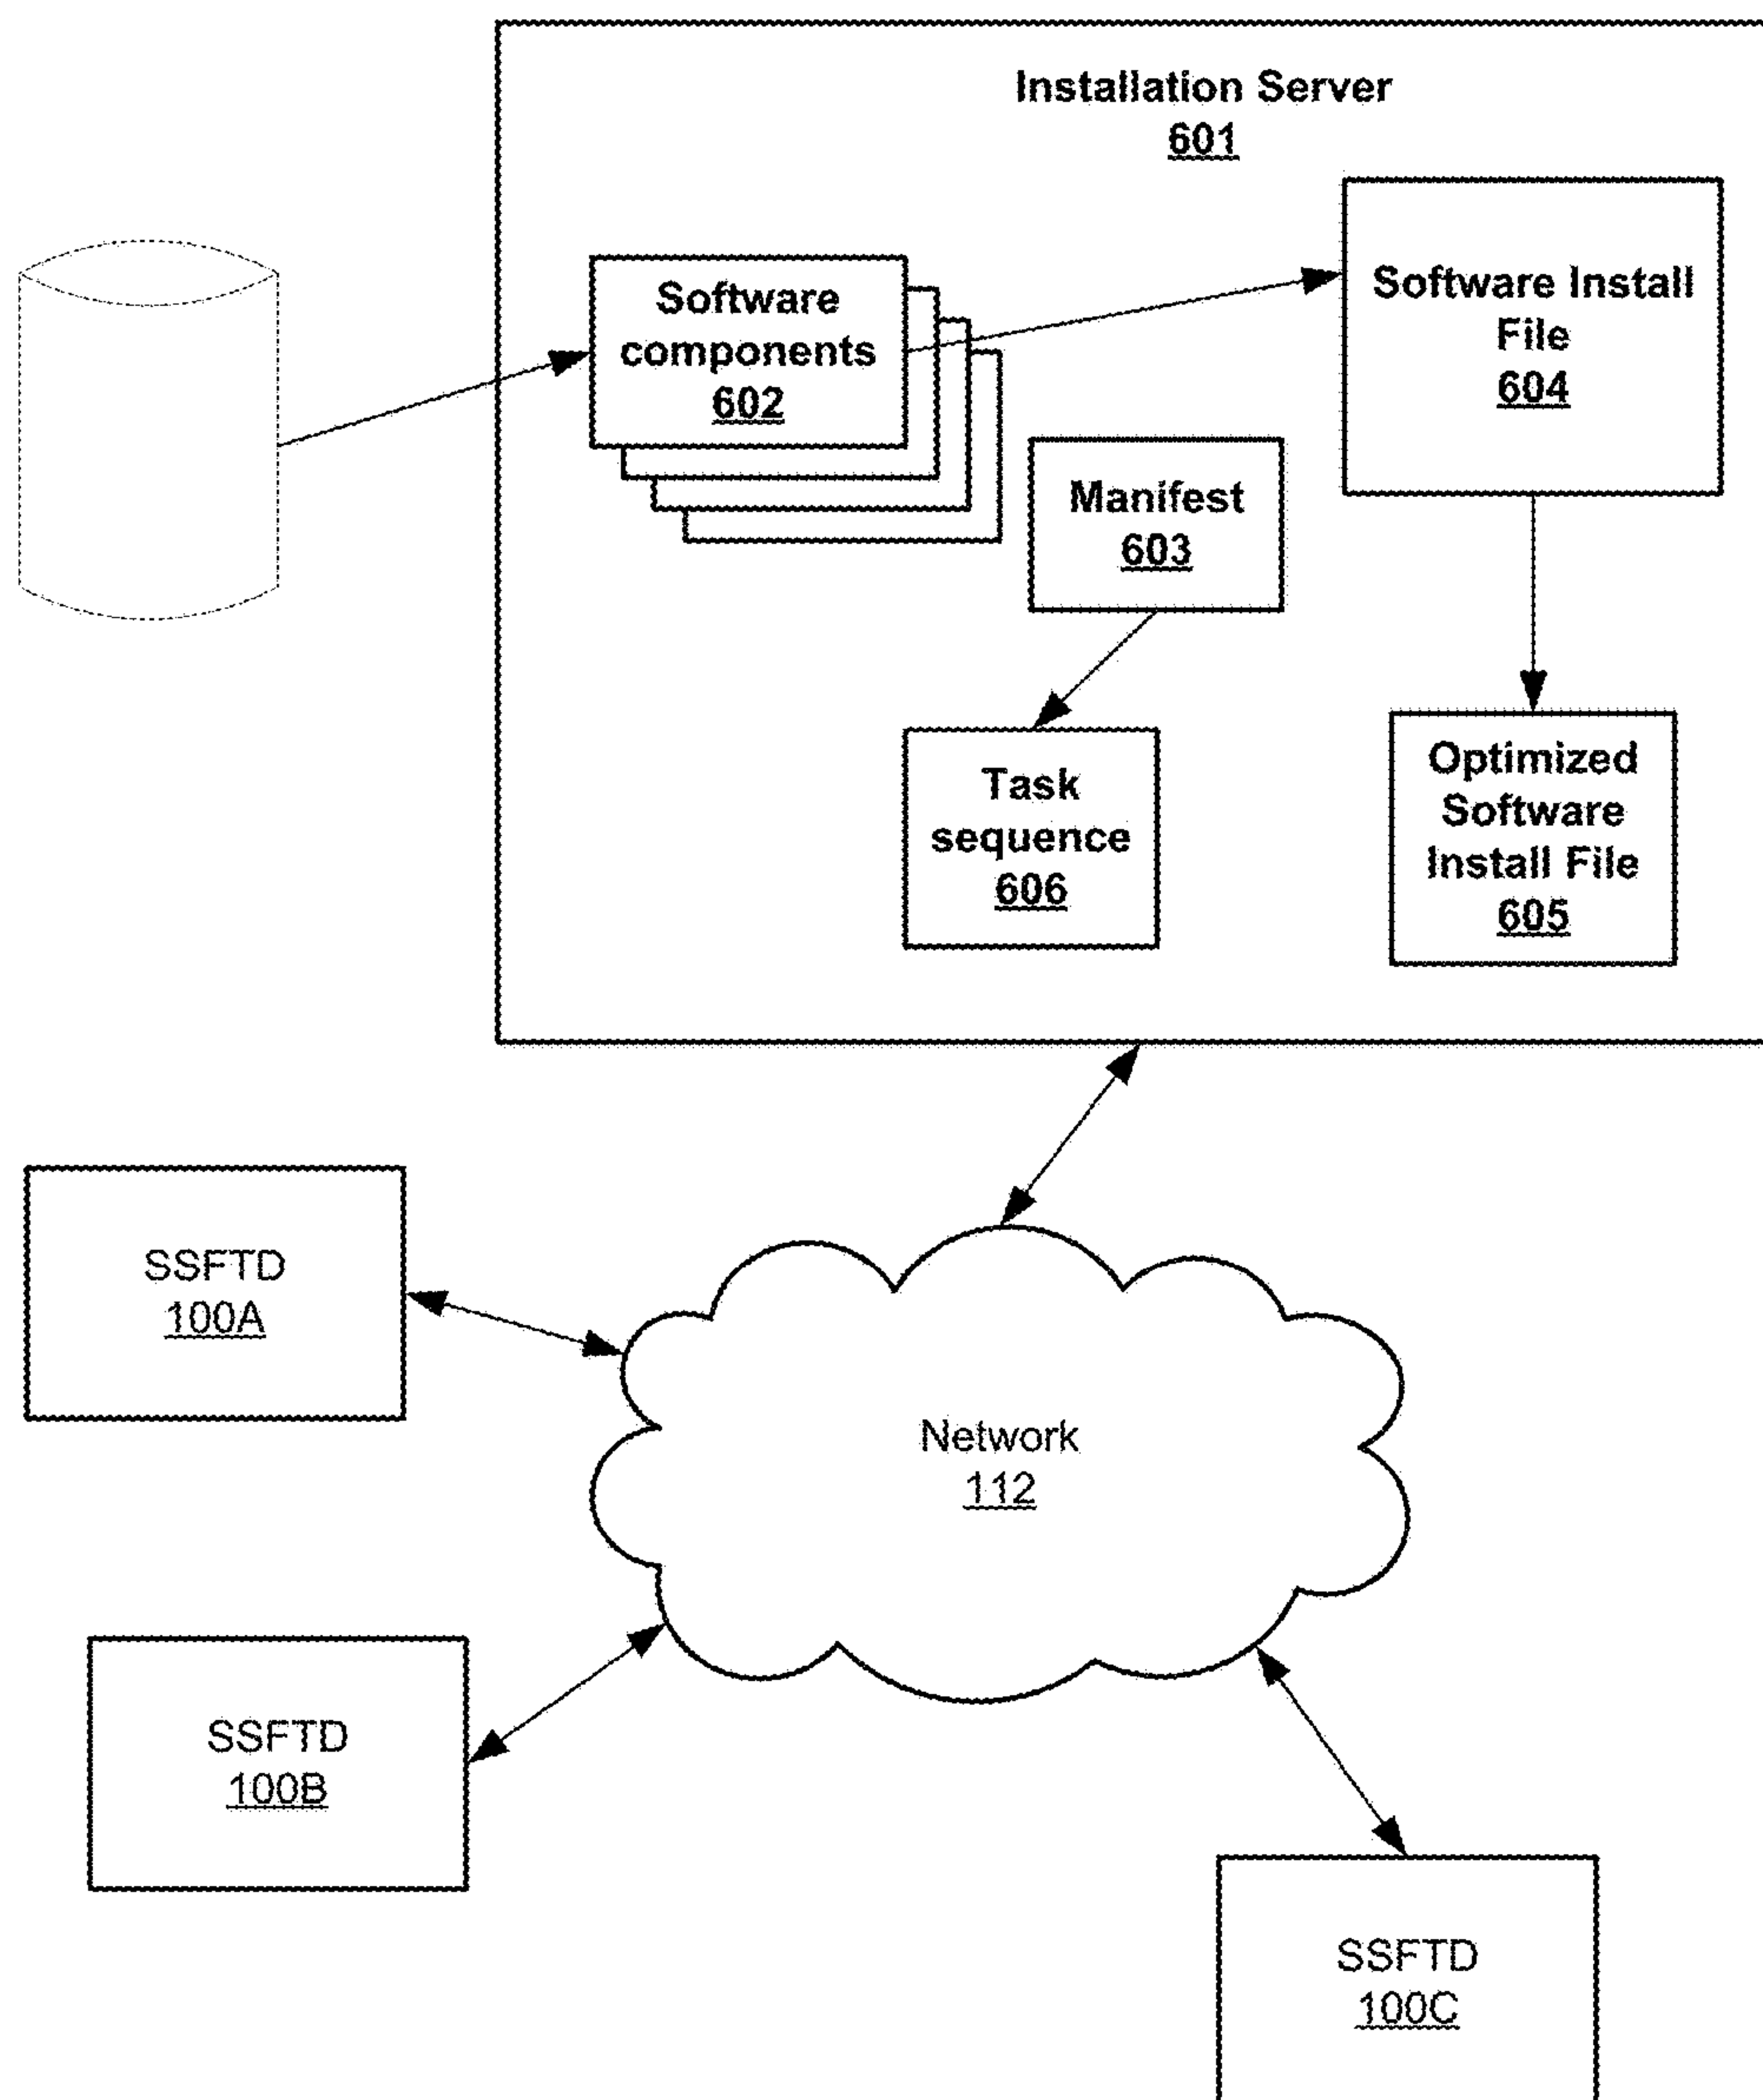 Installation Server
601
Software
components
602
Software Install
File
604
Manifest
603
Task
sequence
606
Optimized
Software
Install File
605
SSFTD
100A
Network
112
SSFTD
100B
SSFTD
100C